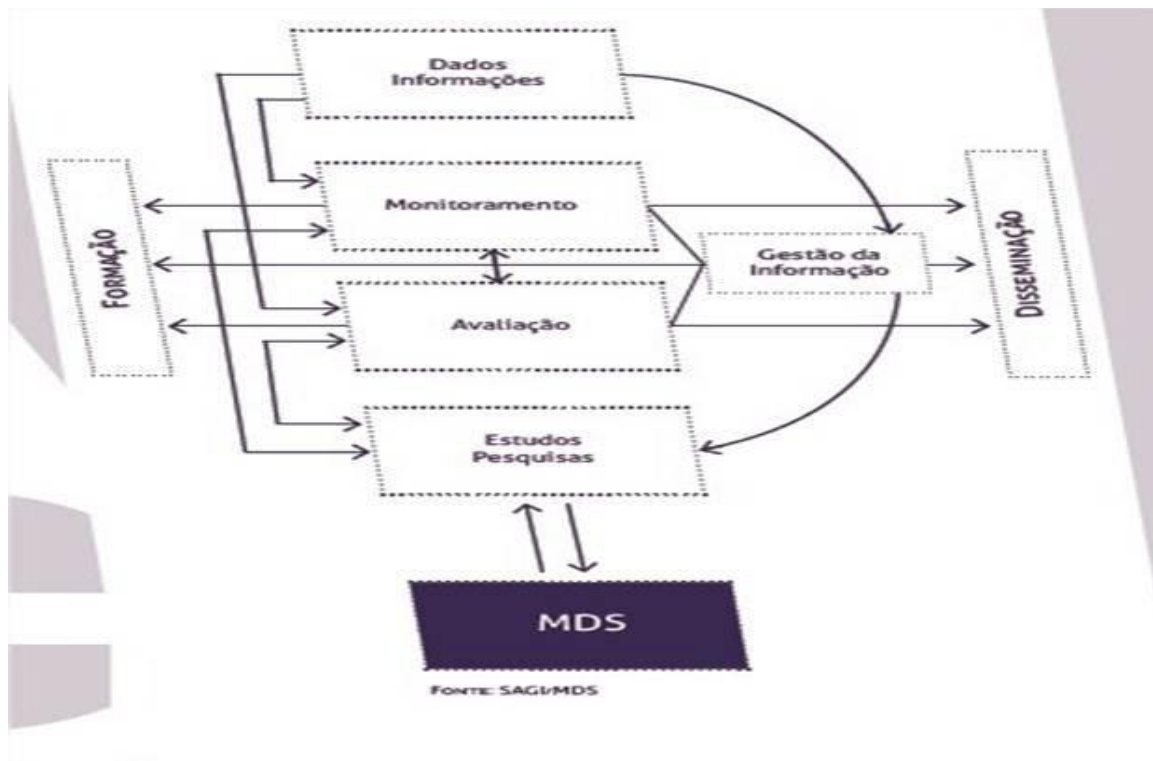 Dados
Informações
Monitoramento
Gestão da
Informação
Avaliação
Estudos
Pesquisas
FORMAÇÃO
DISSEMINAÇÃO
MDS
FONTE: SAGI/MDS